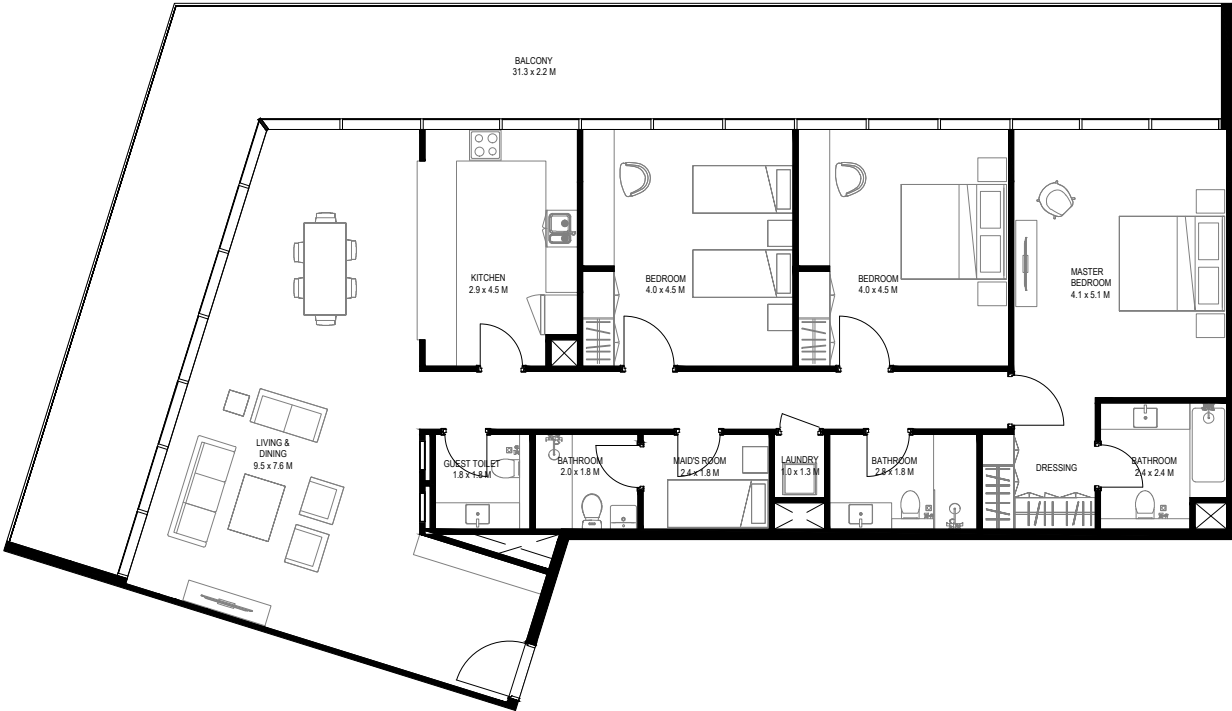 BALCONY
31.3 x 2.2 M
KITCHEN
2.9 x 4.5 M
BEDROOM
4.0 x 4.5 M
BEDROOM
4.0 x 4.5 M
MASTER
BEDROOM
4.1 x 5.1 M
LIVING &
DINING
9.5 x 7.6 M
GUEST TOILET
1.8 x 1.8 M
BATHROOM
2.0 x 1.8 M
MAID'S ROOM
2.4 x 1.8 M
LAUNDRY
1.0 x 1.3 M
BATHROOM
2.8 x 1.8 M
DRESSING
BATHROOM
2.4 x 2.4 M